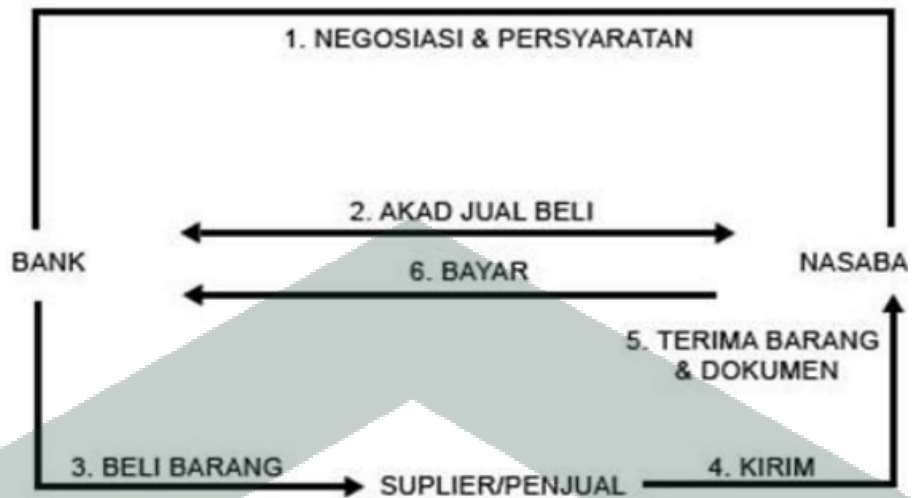 1. NEGOSIASI & PERSYARATAN
2. AKAD JUAL BELI
BANK
NASABA
6. BAYAR
5. TERIMA BARANG
& DOKUMEN
3. BELI BARANG
SUPLIER/PENJUAL
4. KIRIM